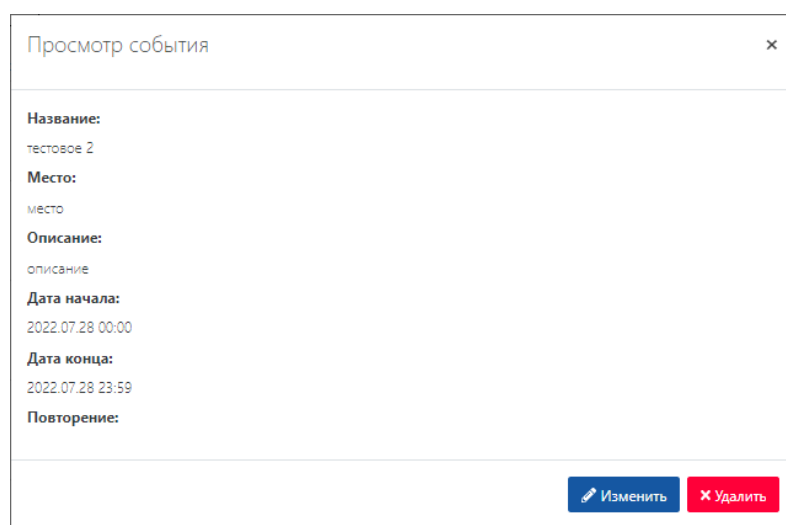 Просмотр события
×
Название:
тестовое 2
Место:
место
Описание:
описание
Дата начала:
2022.07.28 00:00
Дата конца:
2022.07.28 23:59
Повторение:
Изменить
Удалить